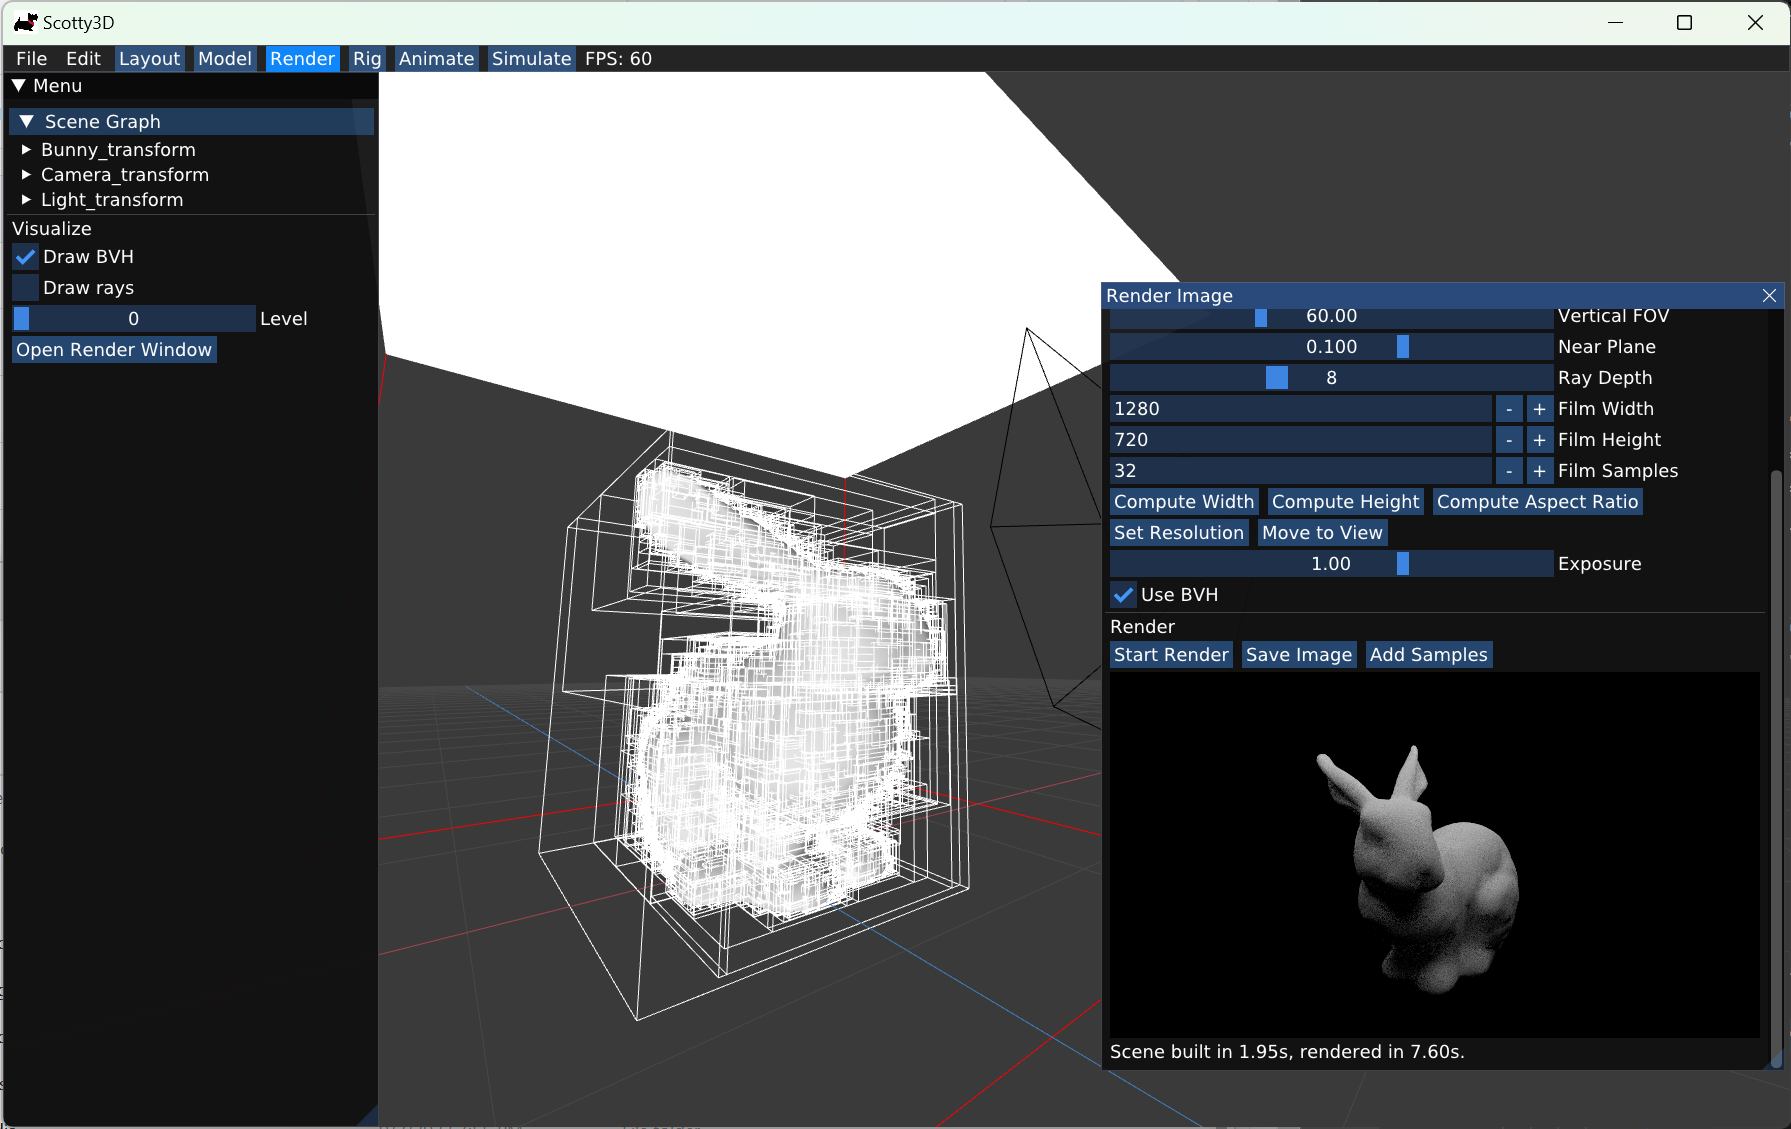 Scotty3D
File Edit Layout Model Render Rig Animate Simulate FPS: 60
Menu
Scene Graph
Bunny_transform
Camera_transform
Light_transform
Visualize
Draw BVH
Draw rays
0 Level
Open Render Window
Render Image
60.00 Vertical FOV
0.100 Near Plane
8 Ray Depth
1280 - + Film Width
720 - + Film Height
32 - + Film Samples
Compute Width Compute Height Compute Aspect Ratio
Set Resolution Move to View
1.00 Exposure
Use BVH
Render
Start Render Save Image Add Samples
Scene built in 1.95s, rendered in 7.60s.